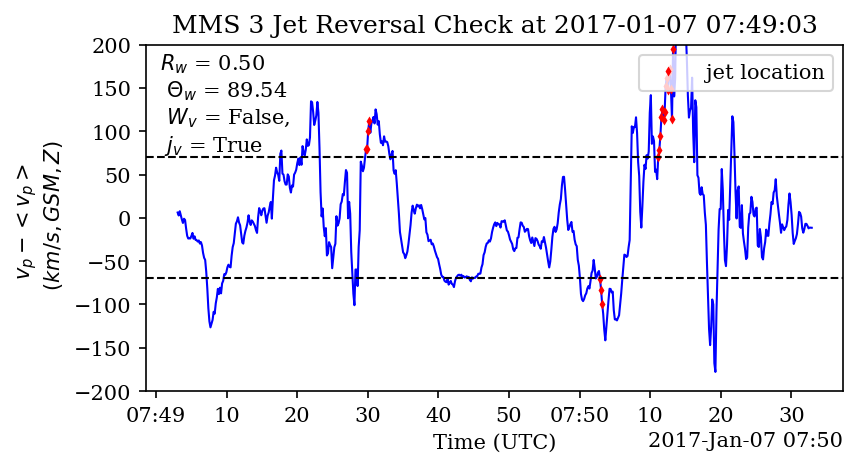 MMS 3 Jet Reversal Check at 2017-01-07 07:49:03
R_w = 0.50
Θ_w = 89.54
W_v = False,
j_v = True
jet location
v_p − < v_p >
(km/s, GSM, Z)
200
150
100
50
0
−50
−100
−150
−200
07:49 10 20 30 40 50 07:50 10 20 30
Time (UTC)
2017-Jan-07 07:50